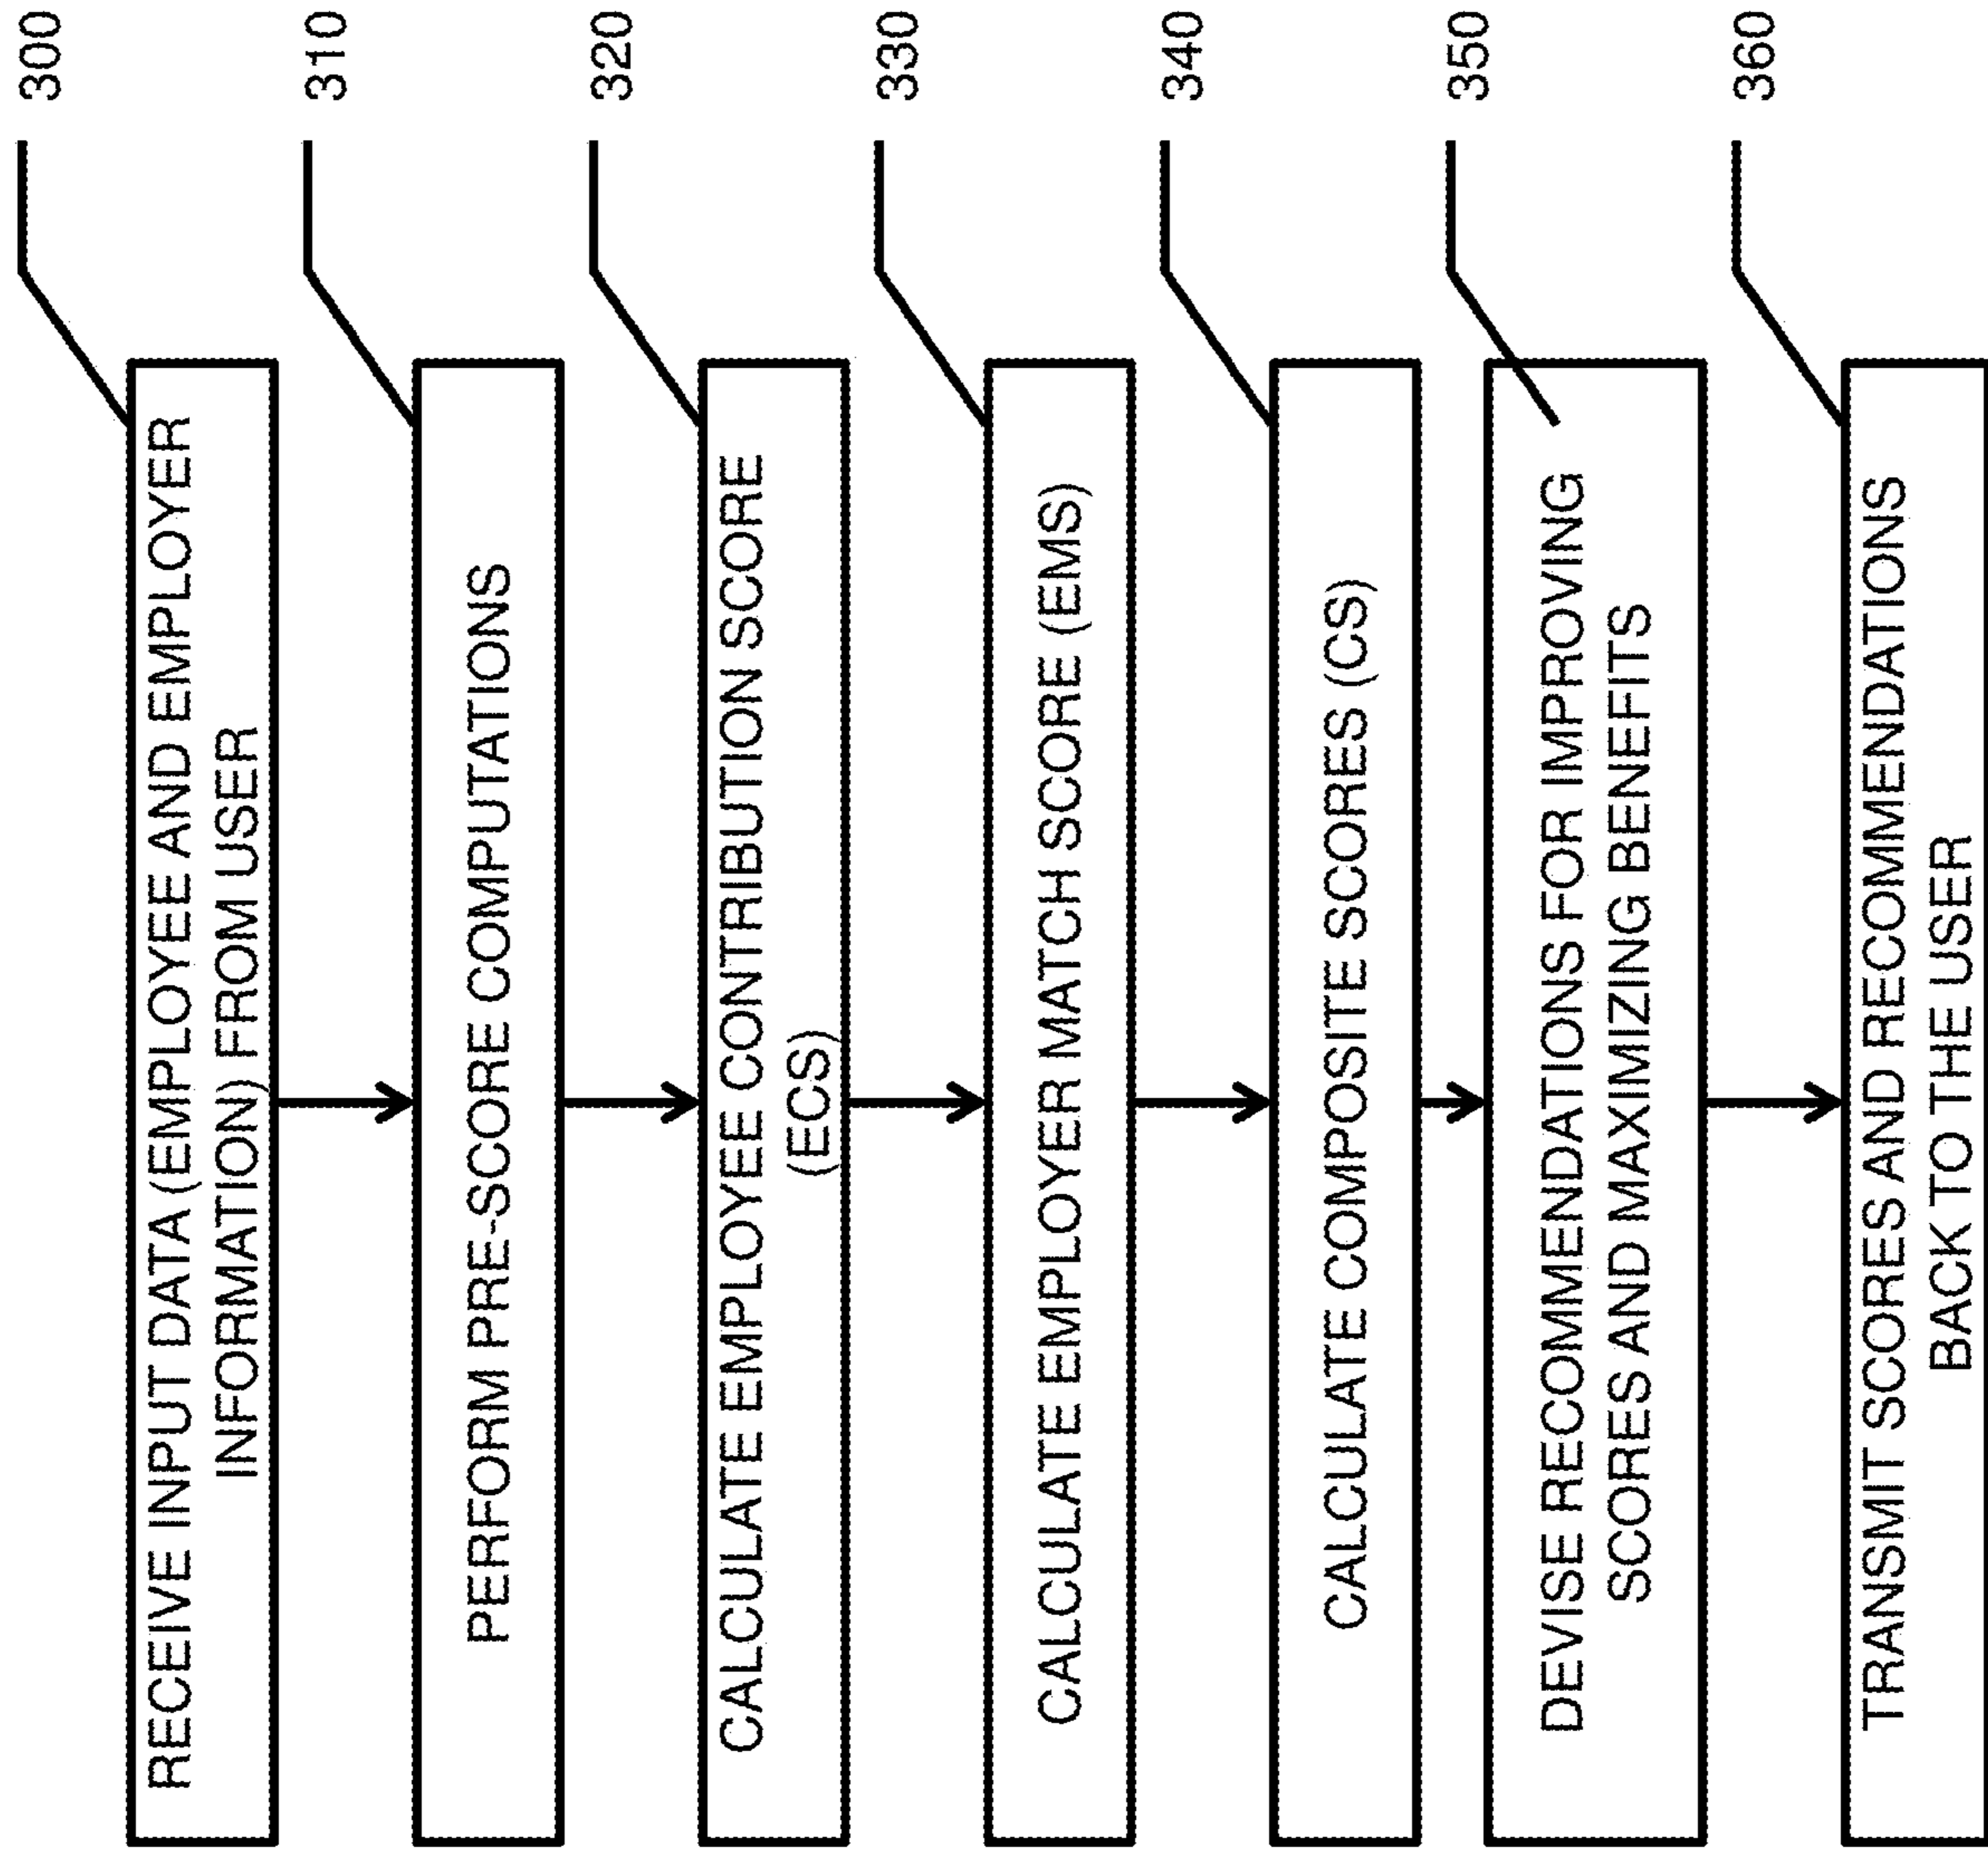 RECEIVE INPUT DATA (EMPLOYEE AND EMPLOYER
INFORMATION) FROM USER
300
PERFORM PRE-SCORE COMPUTATIONS
310
CALCULATE EMPLOYEE CONTRIBUTION SCORE
(ECS)
320
CALCULATE EMPLOYER MATCH SCORE (EMS)
330
CALCULATE COMPOSITE SCORES (CS)
340
DEVISE RECOMMENDATIONS FOR IMPROVING
SCORES AND MAXIMIZING BENEFITS
350
TRANSMIT SCORES AND RECOMMENDATIONS
BACK TO THE USER
360